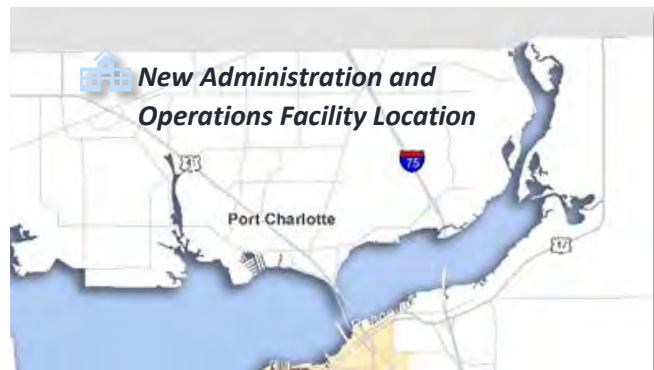 New Administration and
Operations Facility Location
75
Port Charlotte
17